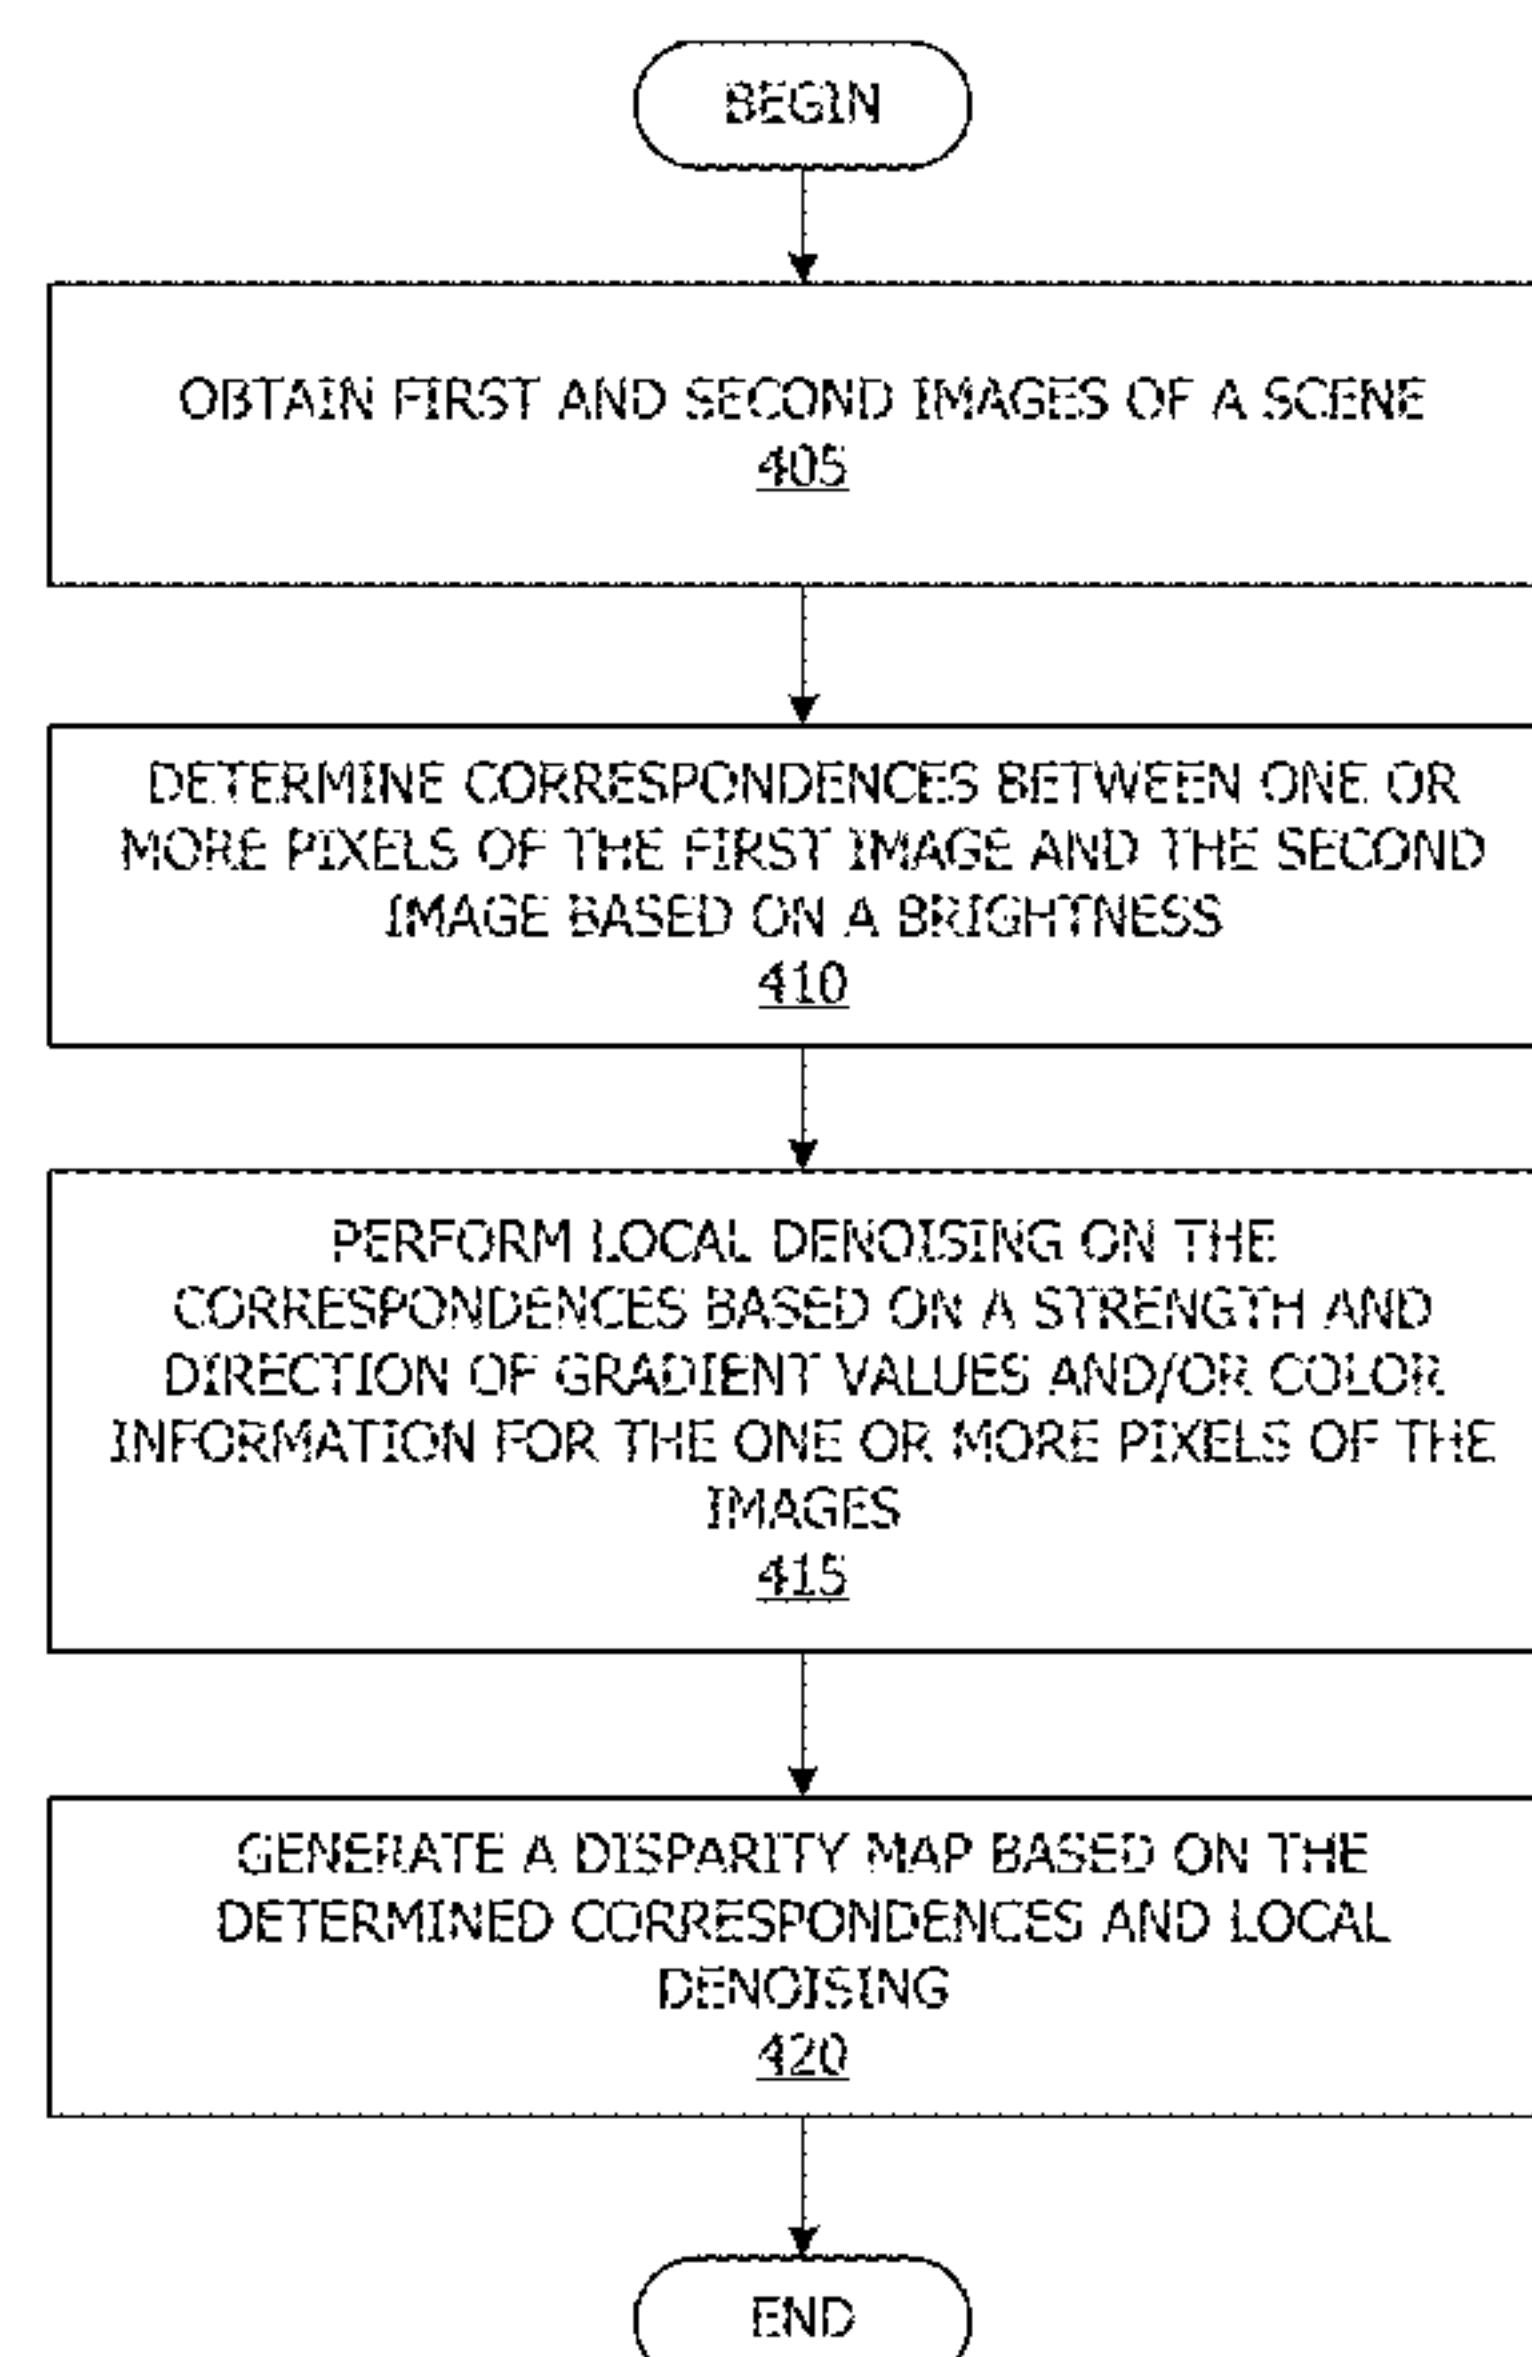 BEGIN
OBTAIN FIRST AND SECOND IMAGES OF A SCENE
405
DETERMINE CORRESPONDENCES BETWEEN ONE OR
MORE PIXELS OF THE FIRST IMAGE AND THE SECOND
IMAGE BASED ON A BRIGHTNESS
410
PERFORM LOCAL DENOISING ON THE
CORRESPONDENCES BASED ON A STRENGTH AND
DIRECTION OF GRADIENT VALUES AND/OR COLOR
INFORMATION FOR THE ONE OR MORE PIXELS OF THE
IMAGES
415
GENERATE A DISPARITY MAP BASED ON THE
DETERMINED CORRESPONDENCES AND LOCAL
DENOISING
420
END